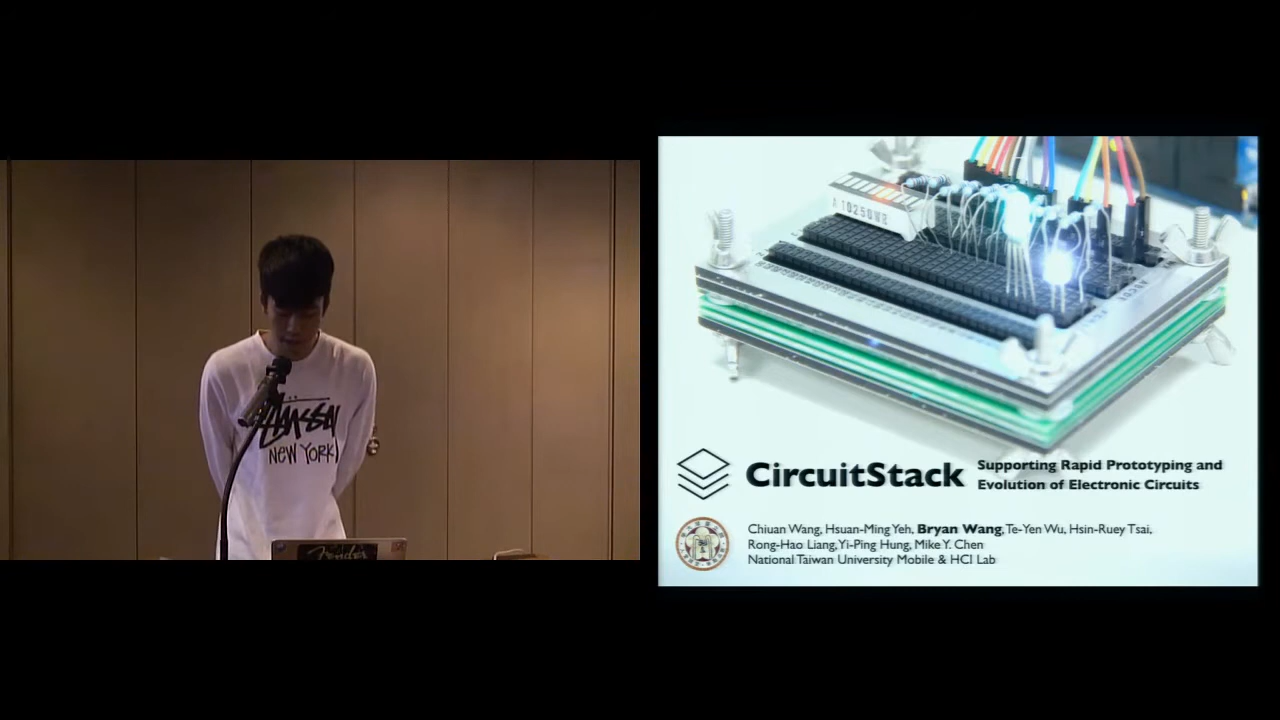 STÜSSY
NEW YORK
Fender
A 10250WR
CircuitStack
Supporting Rapid Prototyping and
Evolution of Electronic Circuits
Chiuan Wang, Hsuan-Ming Yeh, Bryan Wang, Te-Yen Wu, Hsin-Ruey Tsai,
Rong-Hao Liang, Yi-Ping Hung, Mike Y. Chen
National Taiwan University Mobile & HCI Lab